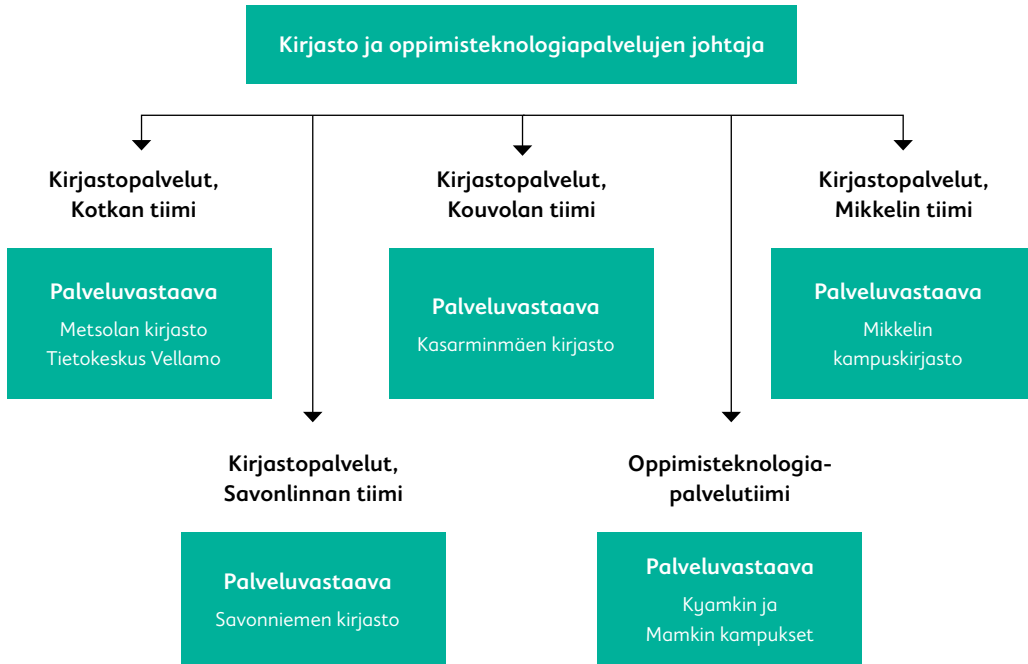 Kirjasto ja oppimisteknologiapalvelujen johtaja
Kirjastopalvelut,
Kotkan tiimi
Palveluvastaava
Metsolan kirjasto
Tietokeskus Vellamo
Kirjastopalvelut,
Kouvolan tiimi
Palveluvastaava
Kasarminmäen kirjasto
Kirjastopalvelut,
Mikkelin tiimi
Palveluvastaava
Mikkelin
kampuskirjasto
Kirjastopalvelut,
Savonlinnan tiimi
Palveluvastaava
Savonniemen kirjasto
Oppimisteknologia-
palvelutiimi
Palveluvastaava
Kyamkin ja
Mamkin kampukset